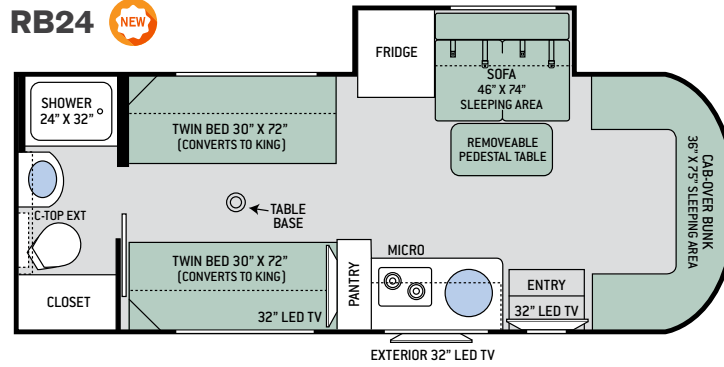 RB24
NEW
FRIDGE
SOFA
46" X 74"
SLEEPING AREA
SHOWER
24" X 32"
TWIN BED 30" X 72"
(CONVERTS TO KING)
REMOVEABLE
PEDESTAL TABLE
CAB-OVER BUNK
36" X 75" SLEEPING AREA
C-TOP EXT
TABLE
BASE
TWIN BED 30" X 72"
(CONVERTS TO KING)
MICRO
PANTRY
ENTRY
CLOSET
32" LED TV
32" LED TV
EXTERIOR 32" LED TV